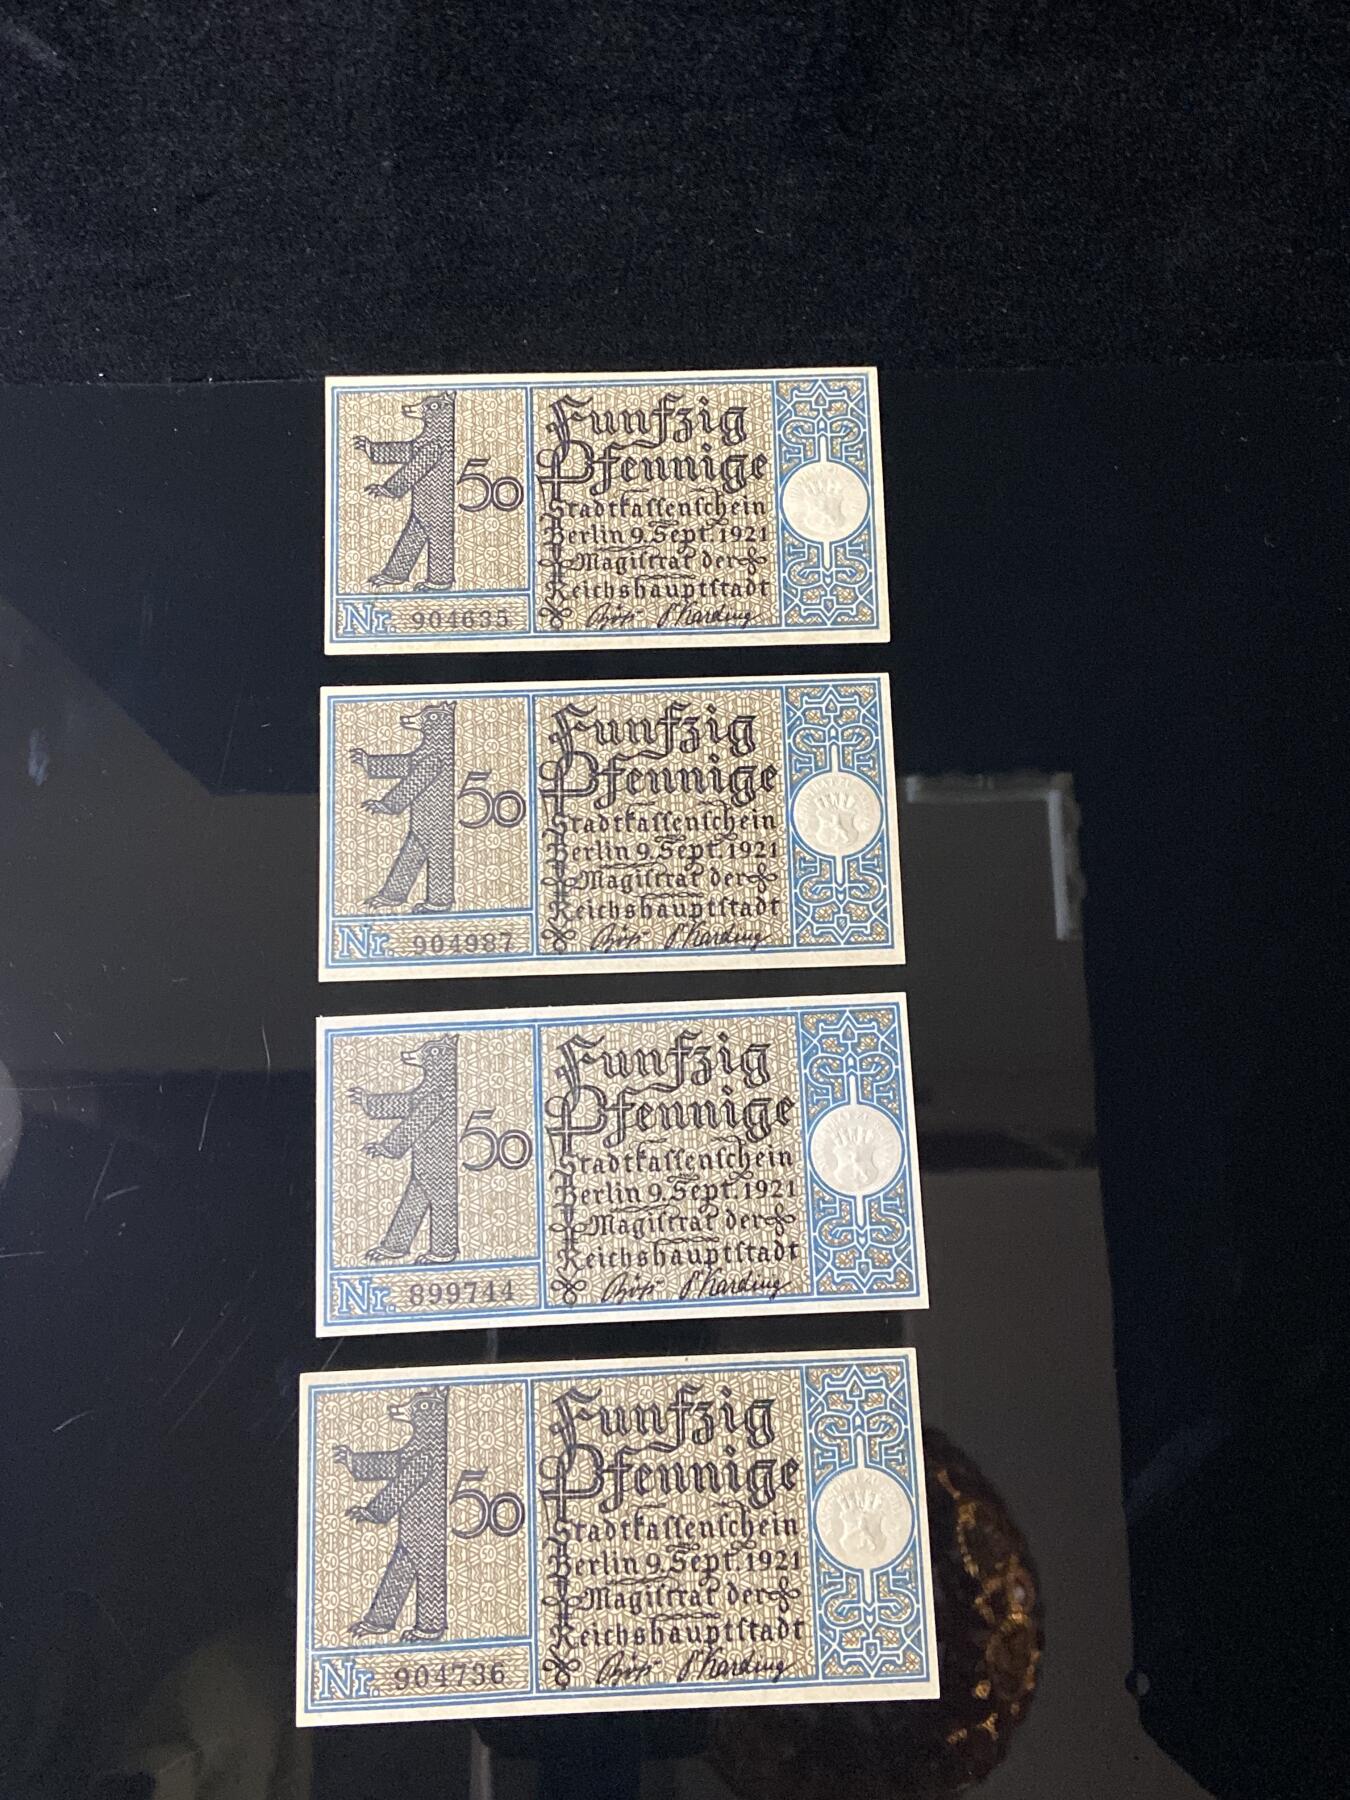 Funfzig
Pfennige
50
Stadtkassenschein
Berlin 9. Sept. 1921
Magistrat der
Reichshauptstadt
Nr. 904635
Funfzig
Pfennige
50
Stadtkassenschein
Berlin 9. Sept. 1921
Magistrat der
Reichshauptstadt
Nr. 904987
Funfzig
Pfennige
50
Stadtkassenschein
Berlin 9. Sept. 1921
Magistrat der
Reichshauptstadt
Nr. 899744
Funfzig
Pfennige
50
Stadtkassenschein
Berlin 9. Sept. 1921
Magistrat der
Reichshauptstadt
Nr. 904736